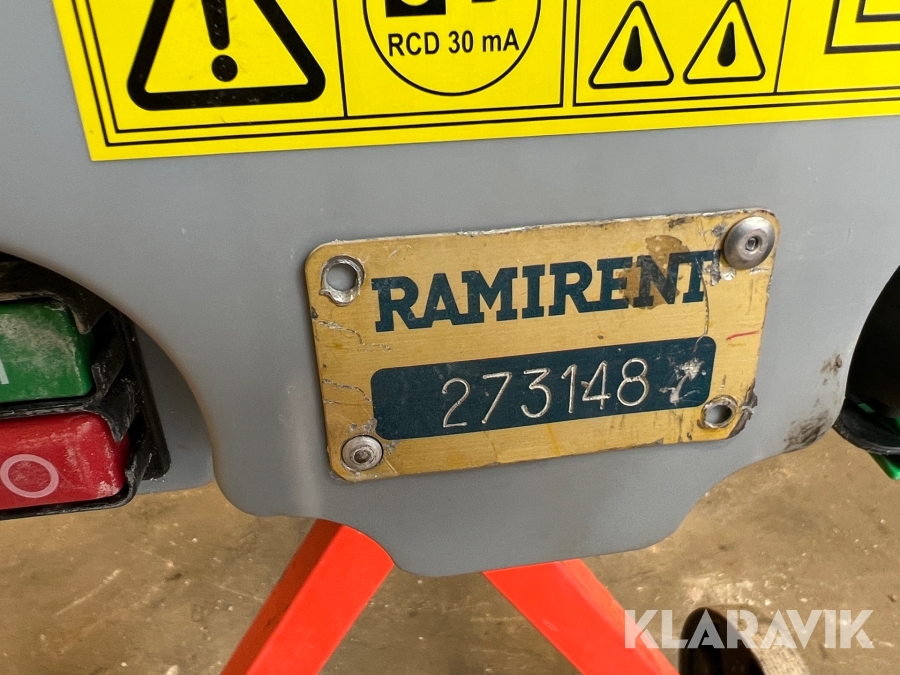 RCD 30 mA
RAMIRENT
273148
I
O
KLARAVIK